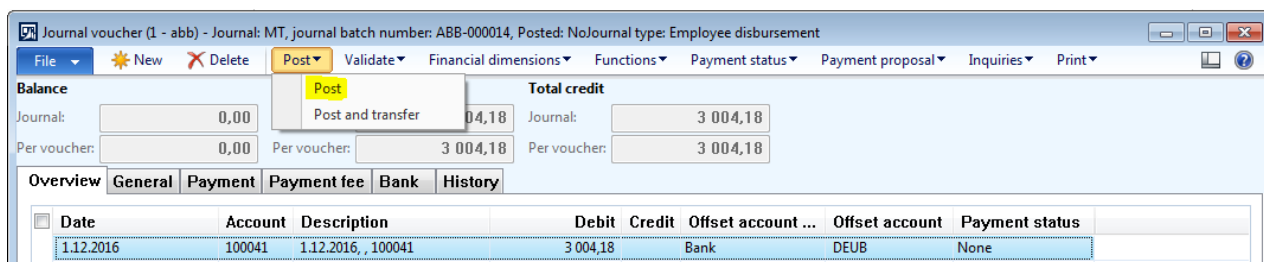 Journal voucher (1 - abb) - Journal: MT, journal batch number: ABB-000014, Posted: NoJournal type: Employee disbursement
File New Delete Post Validate Financial dimensions Functions Payment status Payment proposal Inquiries Print
Balance Total credit
Post
Journal: 0,00 04,18 Journal: 3 004,18
Post and transfer
Per voucher: 0,00 Per voucher: 3 004,18 Per voucher: 3 004,18
Overview General Payment Payment fee Bank History
Date Account Description Debit Credit Offset account ... Offset account Payment status
1.12.2016 100041 1.12.2016, , 100041 3 004,18 Bank DEUB None